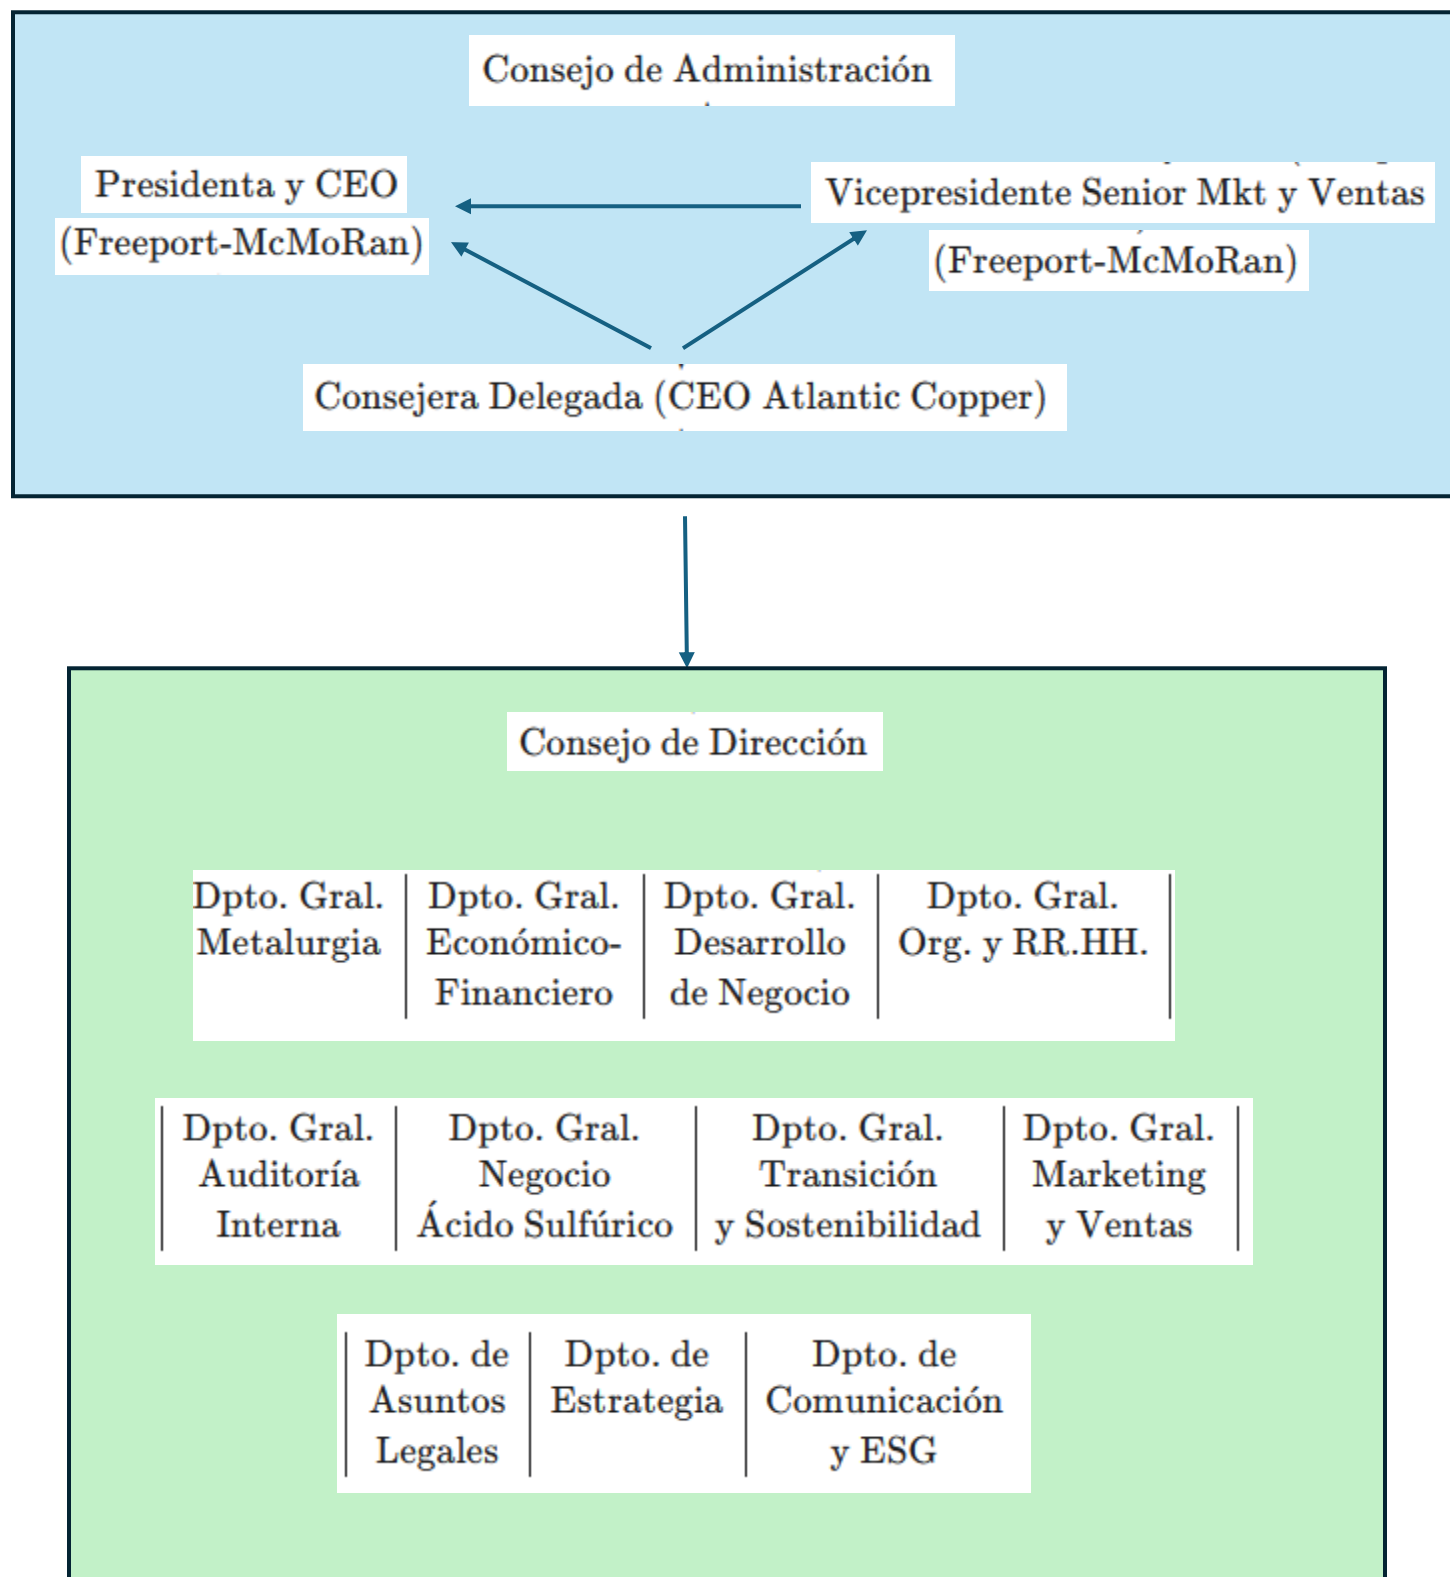 Consejo de Administración
Presidenta y CEO
(Freeport-McMoRan)
Vicepresidente Senior Mkt y Ventas
(Freeport-McMoRan)
Consejera Delegada (CEO Atlantic Copper)
Consejo de Dirección
Dpto. Gral.
Metalurgia
Dpto. Gral.
Económico-
Financiero
Dpto. Gral.
Desarrollo
de Negocio
Dpto. Gral.
Org. y RR.HH.
Dpto. Gral.
Auditoría
Interna
Dpto. Gral.
Negocio
Ácido Sulfúrico
Dpto. Gral.
Transición
y Sostenibilidad
Dpto. Gral.
Marketing
y Ventas
Dpto. de
Asuntos
Legales
Dpto. de
Estrategia
Dpto. de
Comunicación
y ESG